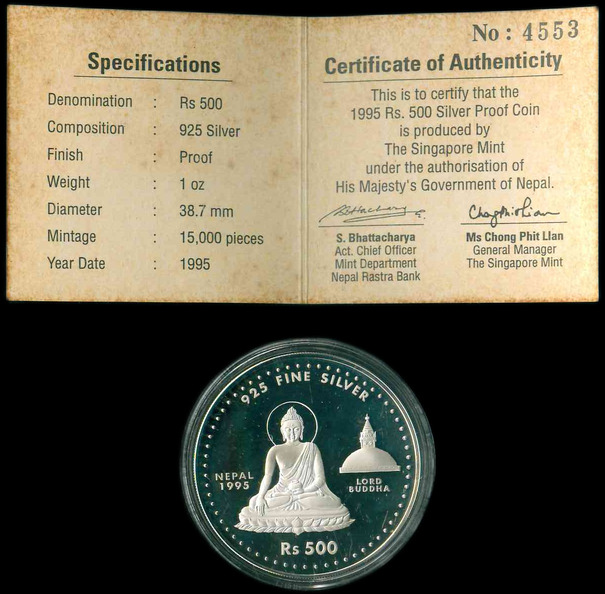 Specifications
Denomination : Rs 500
Composition : 925 Silver
Finish : Proof
Weight : 1 oz
Diameter : 38.7 mm
Mintage : 15,000 pieces
Year Date : 1995
No: 4553
Certificate of Authenticity
This is to certify that the
1995 Rs. 500 Silver Proof Coin
is produced by
The Singapore Mint
under the authorisation of
His Majesty's Government of Nepal.
S. Bhattacharya
Act. Chief Officer
Mint Department
Nepal Rastra Bank
Ms Chong Phit Lian
General Manager
The Singapore Mint
925 FINE SILVER
NEPAL
1995
LORD
BUDDHA
Rs 500